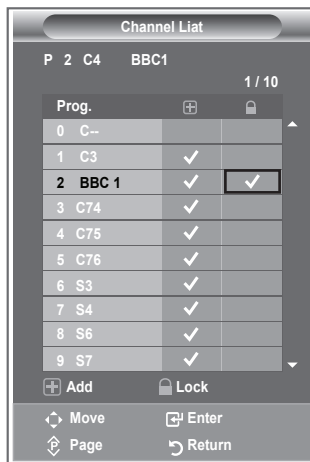 Channel Liat
P 2 C4 BBC1
1 / 10
Prog.
0 C--
1 C3
2 BBC 1
3 C74
4 C75
5 C76
6 S3
7 S4
8 S6
9 S7
Add Lock
Move Enter
P Page Return